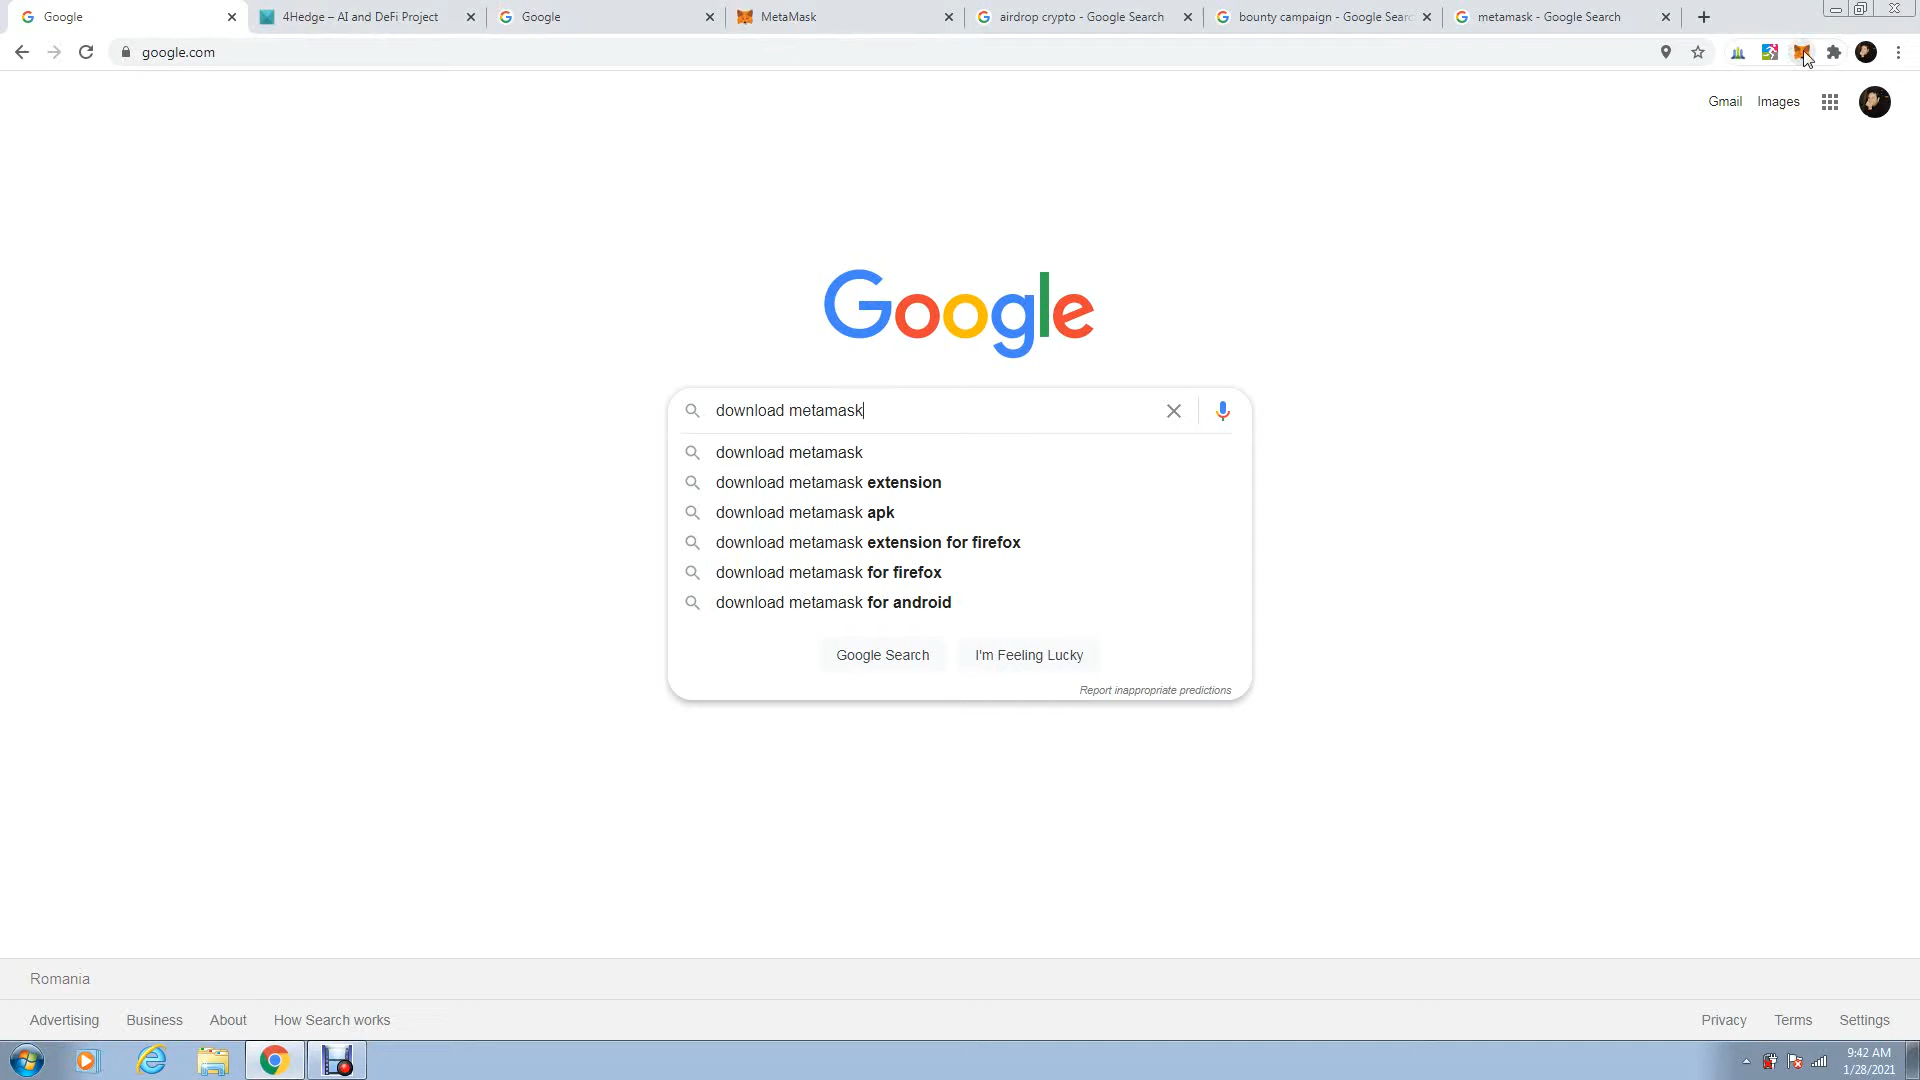 Google
4Hedge – AI and DeFi Project
Google
MetaMask
airdrop crypto - Google Search
bounty campaign - Google Searc
metamask - Google Search
google.com
Gmail
Images
Google
download metamask
download metamask
download metamask extension
download metamask apk
download metamask extension for firefox
download metamask for firefox
download metamask for android
Google Search
I'm Feeling Lucky
Report inappropriate predictions
Romania
Advertising
Business
About
How Search works
Privacy
Terms
Settings
9:42 AM
1/28/2021